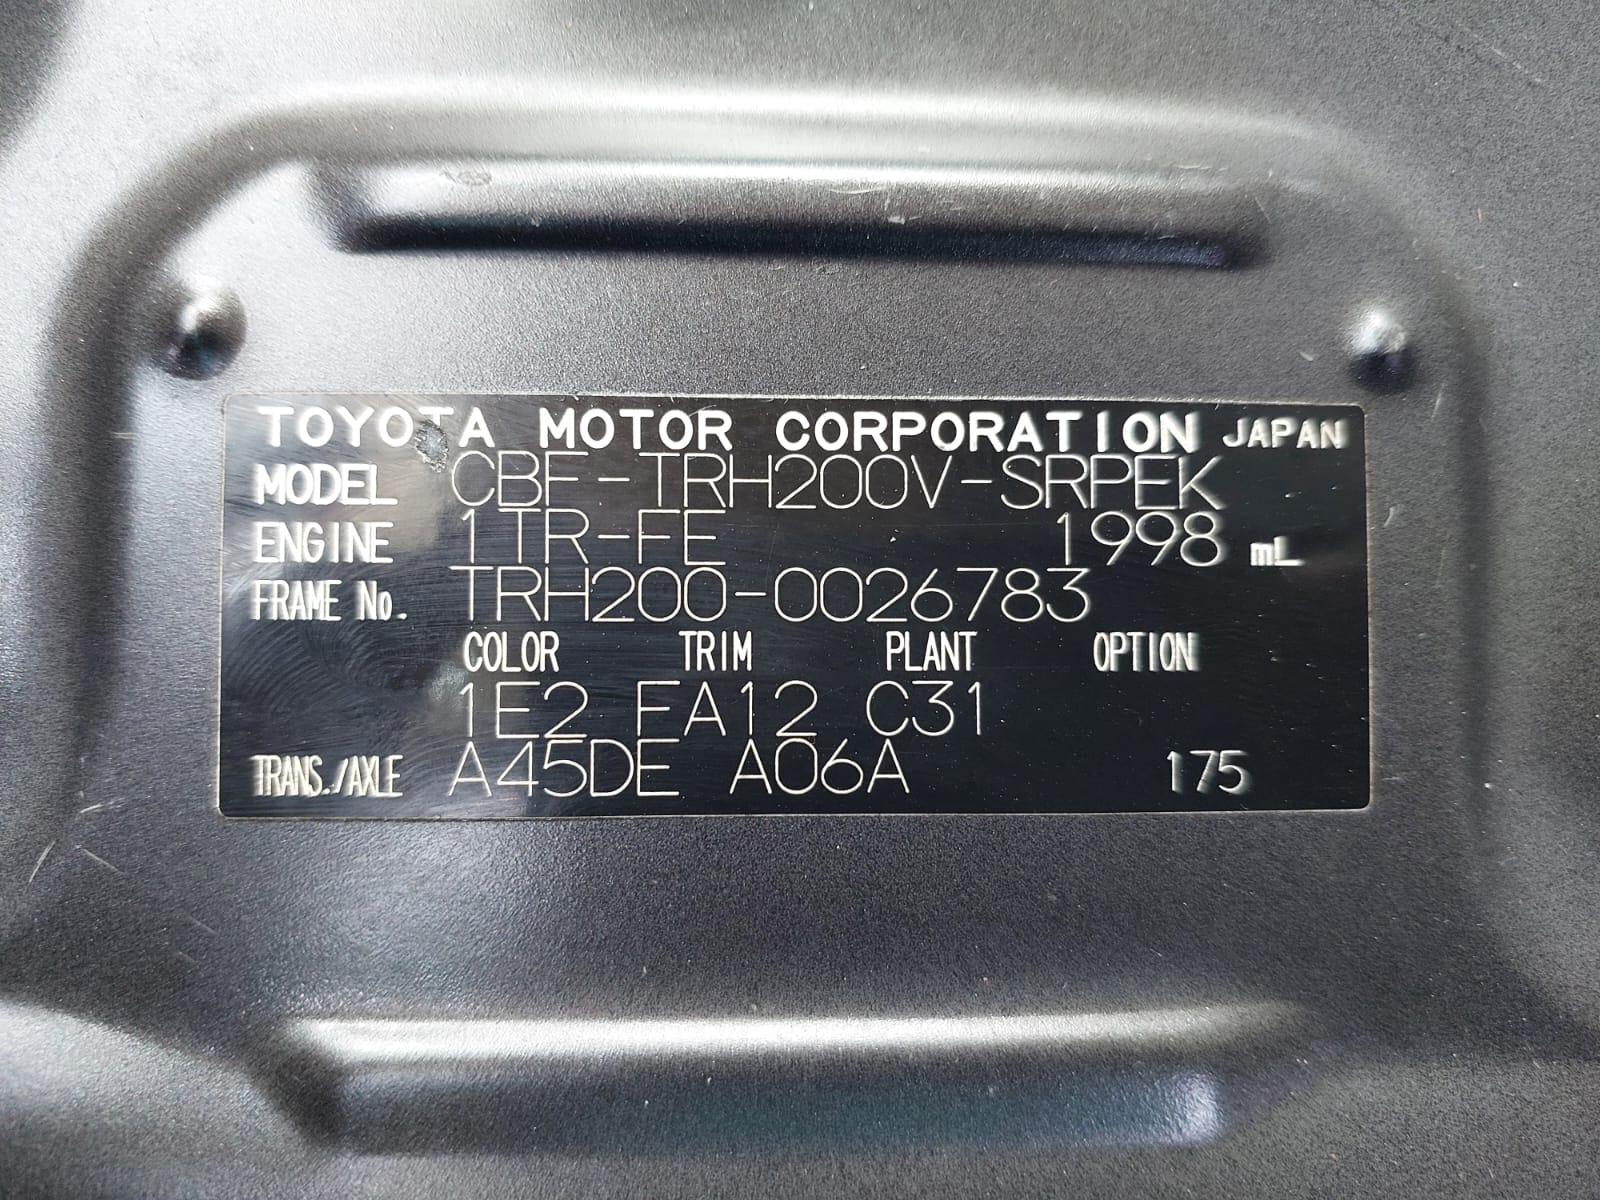 TOYOTA MOTOR CORPORATION JAPAN
MODEL CBF-TRH200V-SRPEK
ENGINE 1TR-FE 1998 mL
FRAME No. TRH200-0026783
COLOR TRIM PLANT OPTION
1E2 FA12 C31
TRANS./AXLE A45DE A06A 175